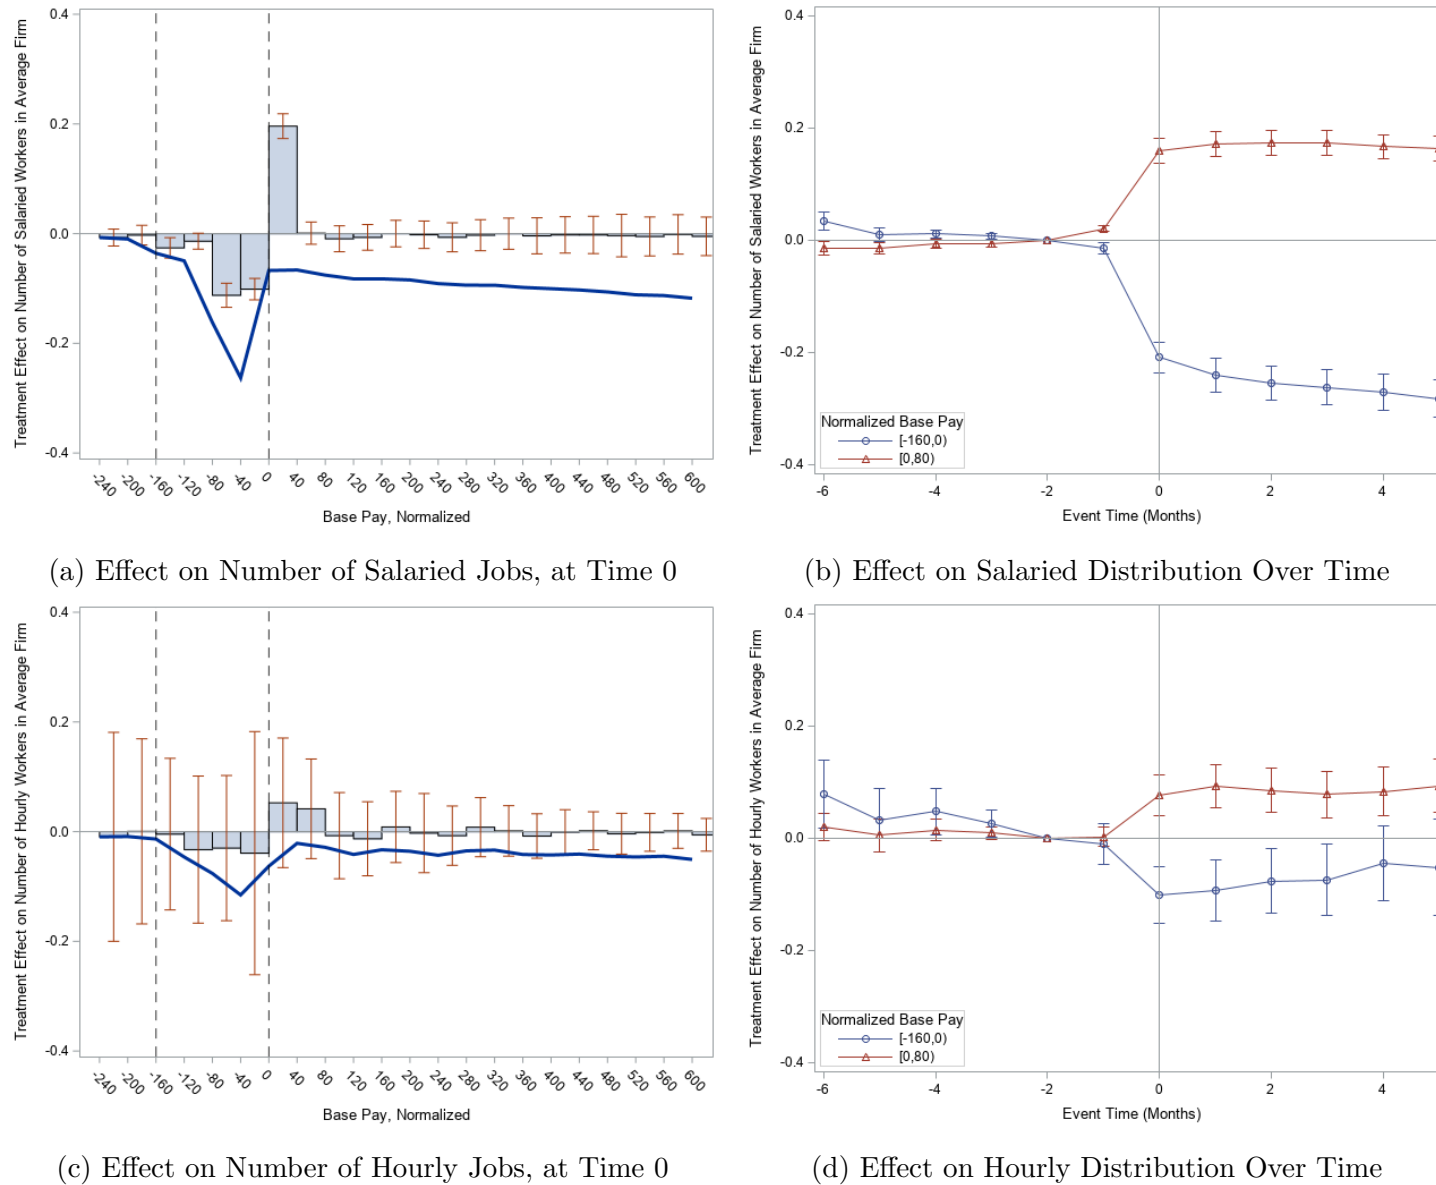 Treatment Effect on Number of Salaried Workers in Average Firm
0.4
0.2
0.0
-0.2
-0.4
-240 -200 -160 -120 -80 -40 0 40 80 120 160 200 240 280 320 360 400 440 480 520 560 600
Base Pay, Normalized
(a) Effect on Number of Salaried Jobs, at Time 0
Treatment Effect on Number of Salaried Workers in Average Firm
0.4
0.2
0.0
-0.2
-0.4
Normalized Base Pay
[-160,0)
[0,80)
-6 -4 -2 0 2 4
Event Time (Months)
(b) Effect on Salaried Distribution Over Time
Treatment Effect on Number of Hourly Workers in Average Firm
0.4
0.2
0.0
-0.2
-0.4
-240 -200 -160 -120 -80 -40 0 40 80 120 160 200 240 280 320 360 400 440 480 520 560 600
Base Pay, Normalized
(c) Effect on Number of Hourly Jobs, at Time 0
Treatment Effect on Number of Hourly Workers in Average Firm
0.4
0.2
0.0
-0.2
-0.4
Normalized Base Pay
[-160,0)
[0,80)
-6 -4 -2 0 2 4
Event Time (Months)
(d) Effect on Hourly Distribution Over Time